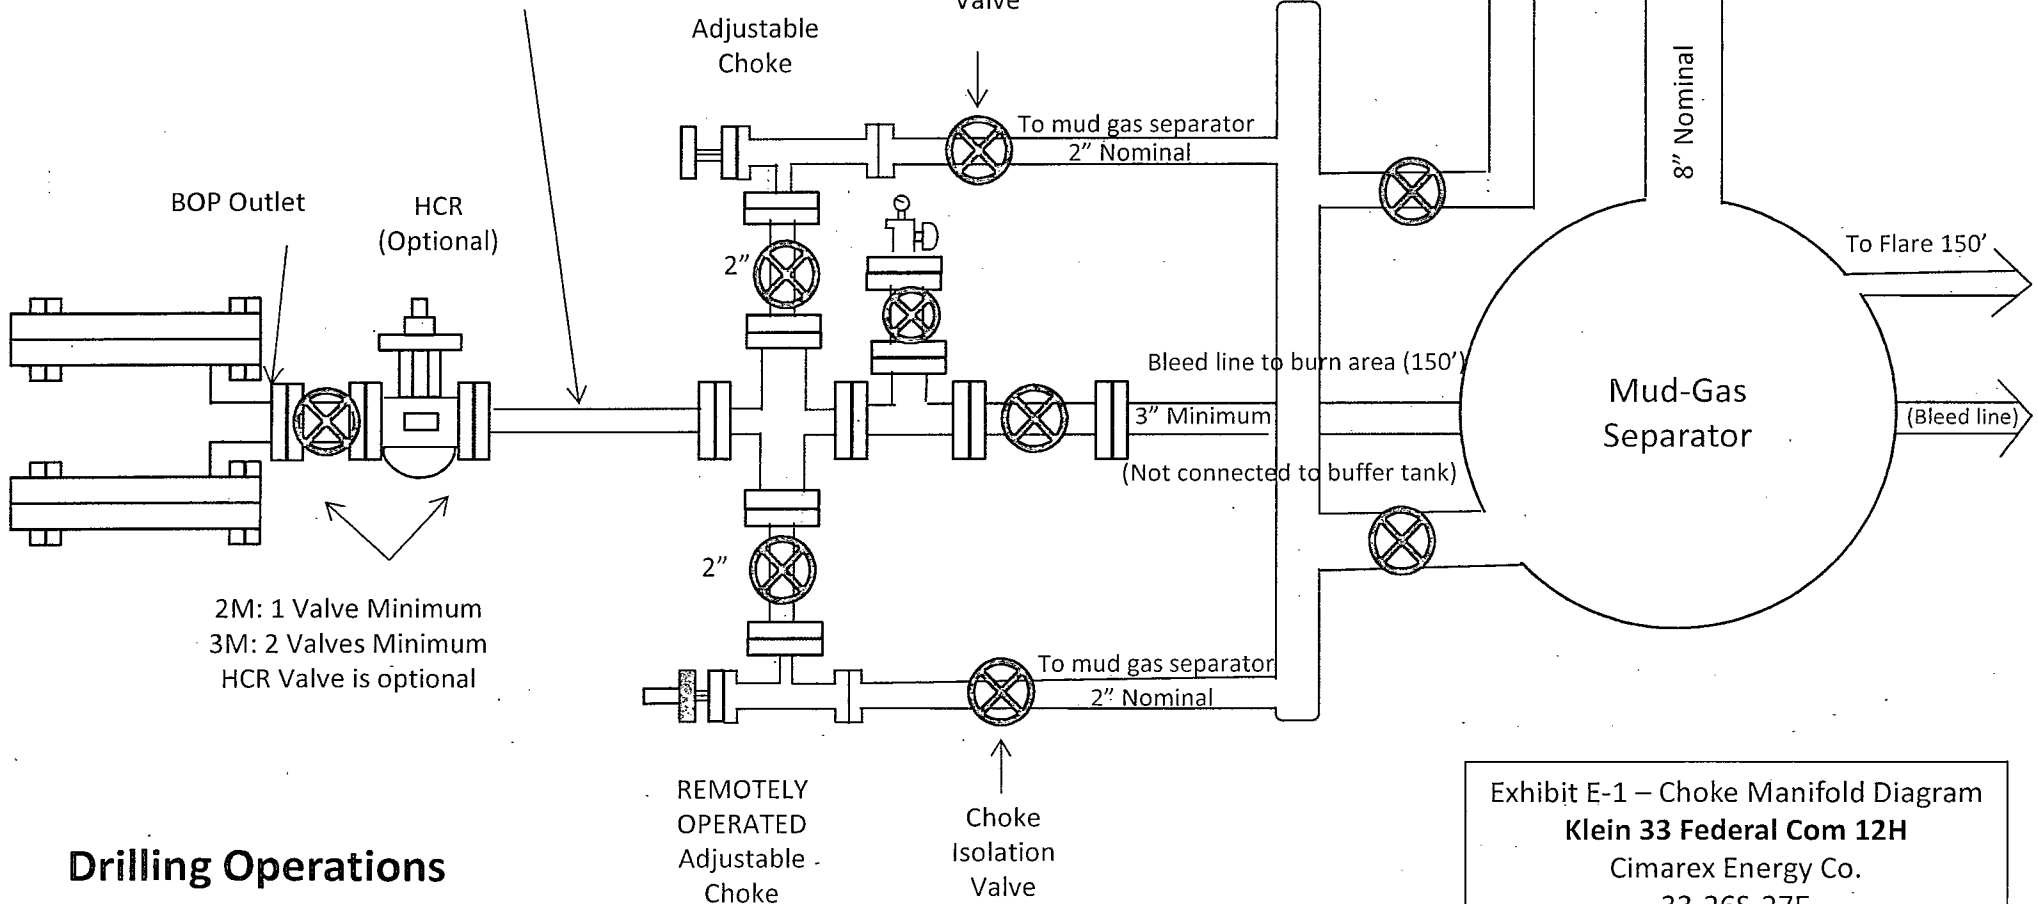 Valve
Adjustable
Choke
To mud gas separator
2” Nominal
8” Nominal
BOP Outlet
HCR
(Optional)
2”
To Flare 150’
Bleed line to burn area (150’)
3” Minimum
(Not connected to buffer tank)
Mud-Gas
Separator
(Bleed line)
2”
2M: 1 Valve Minimum
3M: 2 Valves Minimum
HCR Valve is optional
To mud gas separator
2” Nominal
REMOTELY
OPERATED
Adjustable
Choke
Choke
Isolation
Valve
Drilling Operations
Exhibit E-1 – Choke Manifold Diagram
Klein 33 Federal Com 12H
Cimarex Energy Co.
33-26S-27E